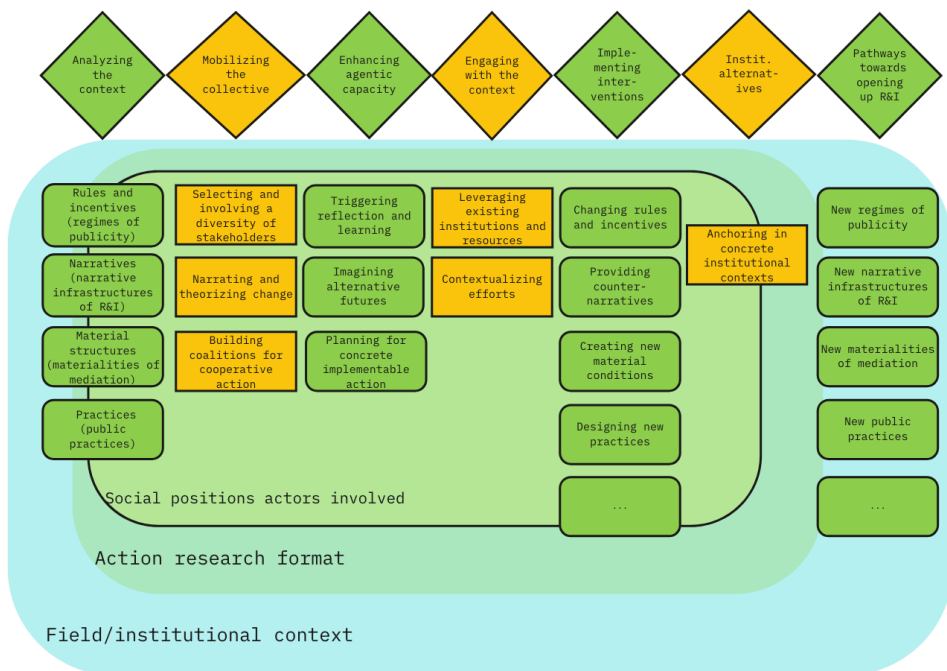 Analyzing
the
context
Mobilizing
the
collective
Enhancing
agentic
capacity
Engaging
with the
context
Imple-
menting
inter-
ventions
Instit.
alternat-
ives
Pathways
towards
opening
up R&I
Rules and
incentives
(regimes of
publicity)
Narratives
(narrative
infrastructures
of R&I)
Material
structures
(materialities of
mediation)
Practices
(public
practices)
Selecting and
involving a
diversity of
stakeholders
Narrating and
theorizing change
Building
coalitions for
cooperative
action
Triggering
reflection and
learning
Imagining
alternative
futures
Planning for
concrete
implementable
action
Leveraging
existing
institutions and
resources
Contextualizing
efforts
Changing rules
and incentives
Providing
counter-
narratives
Creating new
material
conditions
Designing new
practices
...
Anchoring in
concrete
institutional
contexts
New regimes of
publicity
New narrative
infrastructures
of R&I
New materialities
of mediation
New public
practices
...
Social positions actors involved
Action research format
Field/institutional context